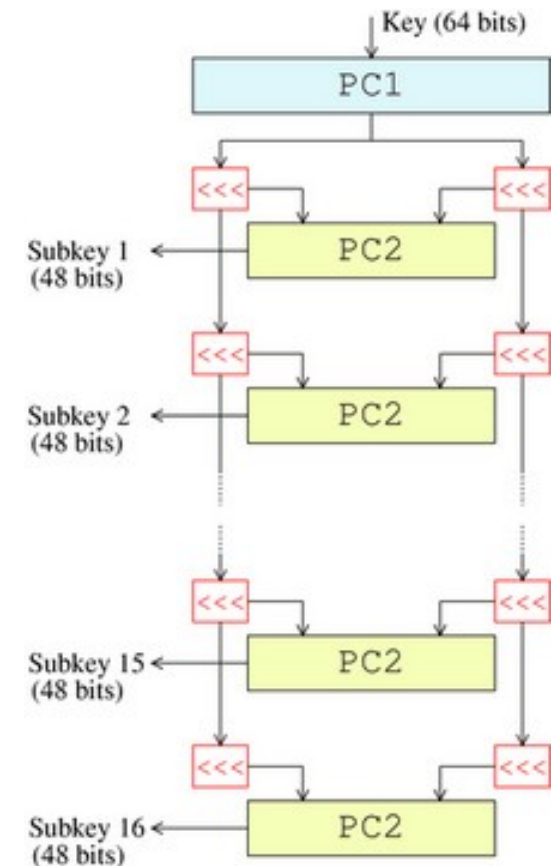 Key (64 bits)
PC1
<<< <<<
PC2
Subkey 1
(48 bits)
<<< <<<
PC2
Subkey 2
(48 bits)
<<< <<<
PC2
Subkey 15
(48 bits)
<<< <<<
PC2
Subkey 16
(48 bits)